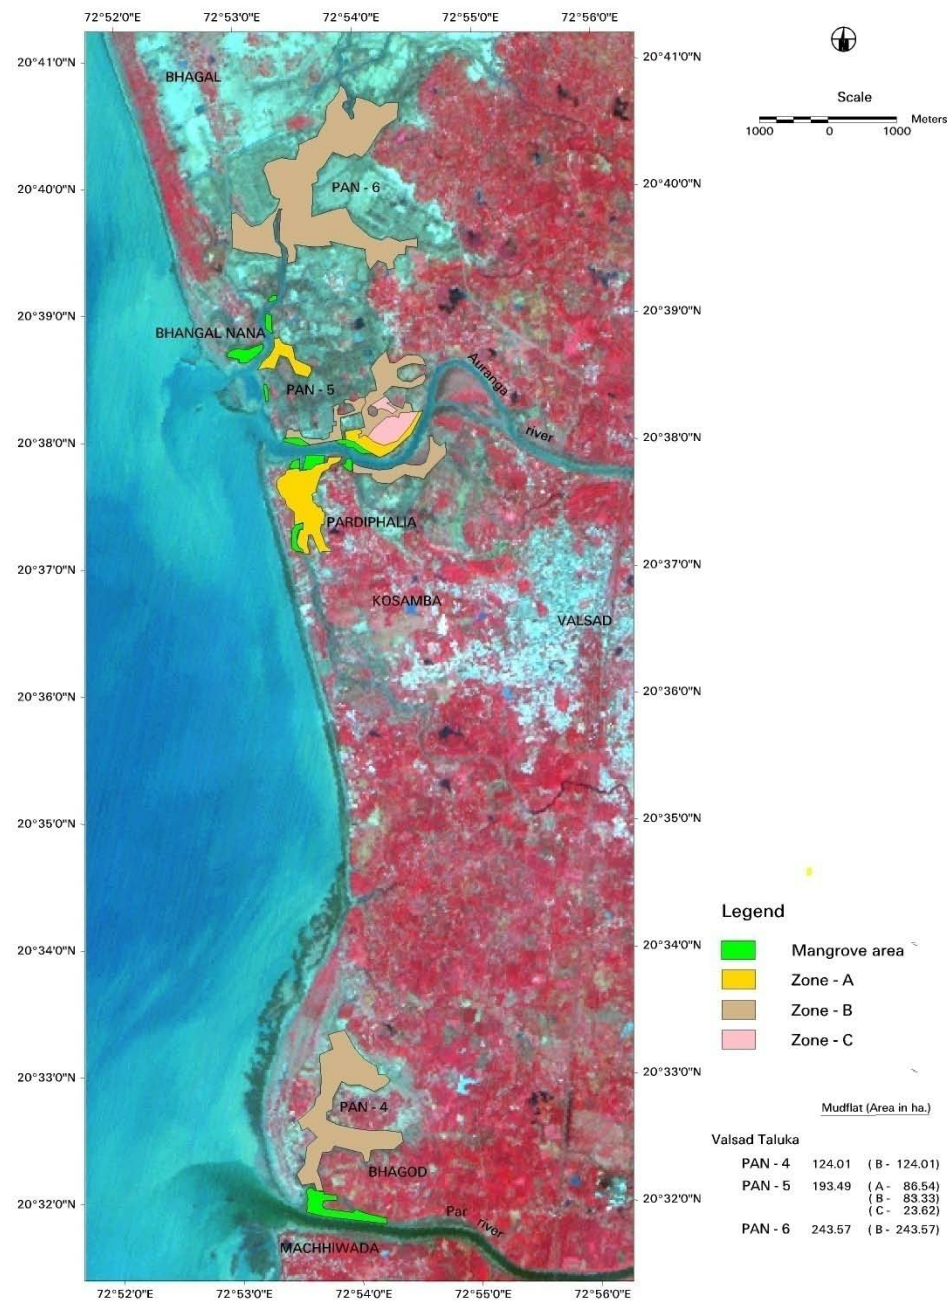 72°52'0"E 72°53'0"E 72°54'0"E 72°55'0"E 72°56'0"E
20°41'0"N 20°41'0"N
BHAGAL
N
Scale
1000 0 1000 Meters
20°40'0"N 20°40'0"N
PAN - 6
20°39'0"N 20°39'0"N
BHANGAL NANA
PAN - 5
Auranga
river
20°38'0"N 20°38'0"N
PARDIPHALIA
20°37'0"N 20°37'0"N
KOSAMBA
VALSAD
20°36'0"N 20°36'0"N
20°35'0"N 20°35'0"N
20°34'0"N 20°34'0"N
20°33'0"N 20°33'0"N
PAN - 4
BHAGOD
20°32'0"N 20°32'0"N
Par river
MACHHIWADA
72°52'0"E 72°53'0"E 72°54'0"E 72°55'0"E 72°56'0"E
Legend
Mangrove area
Zone - A
Zone - B
Zone - C
Mudflat (Area in ha.)
Valsad Taluka
PAN - 4 124.01 ( B - 124.01)
PAN - 5 193.49 ( A - 86.54)
( B - 83.33)
( C - 23.62)
PAN - 6 243.57 ( B - 243.57)